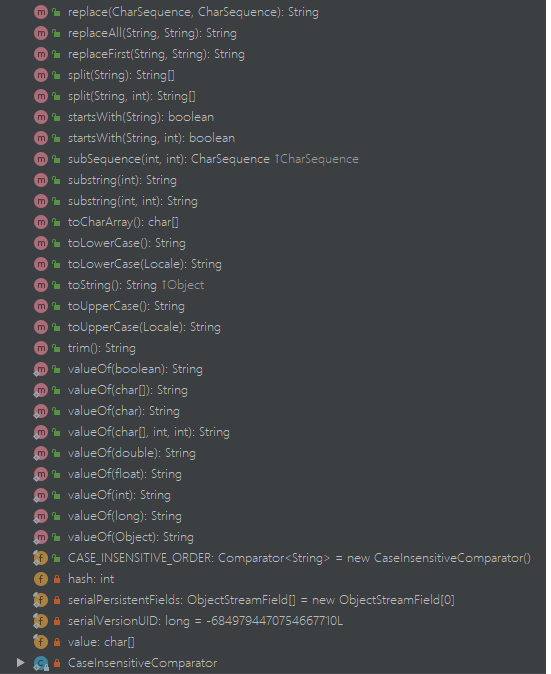 replace(CharSequence, CharSequence): String
replaceAll(String, String): String
replaceFirst(String, String): String
split(String): String[]
split(String, int): String[]
startsWith(String): boolean
startsWith(String, int): boolean
subSequence(int, int): CharSequence ↑CharSequence
substring(int): String
substring(int, int): String
toCharArray(): char[]
toLowerCase(): String
toLowerCase(Locale): String
toString(): String ↑Object
toUpperCase(): String
toUpperCase(Locale): String
trim(): String
valueOf(boolean): String
valueOf(char[]): String
valueOf(char): String
valueOf(char[], int, int): String
valueOf(double): String
valueOf(float): String
valueOf(int): String
valueOf(long): String
valueOf(Object): String
CASE_INSENSITIVE_ORDER: Comparator<String> = new CaseInsensitiveComparator()
hash: int
serialPersistentFields: ObjectStreamField[] = new ObjectStreamField[0]
serialVersionUID: long = -6849794470754667710L
value: char[]
CaseInsensitiveComparator